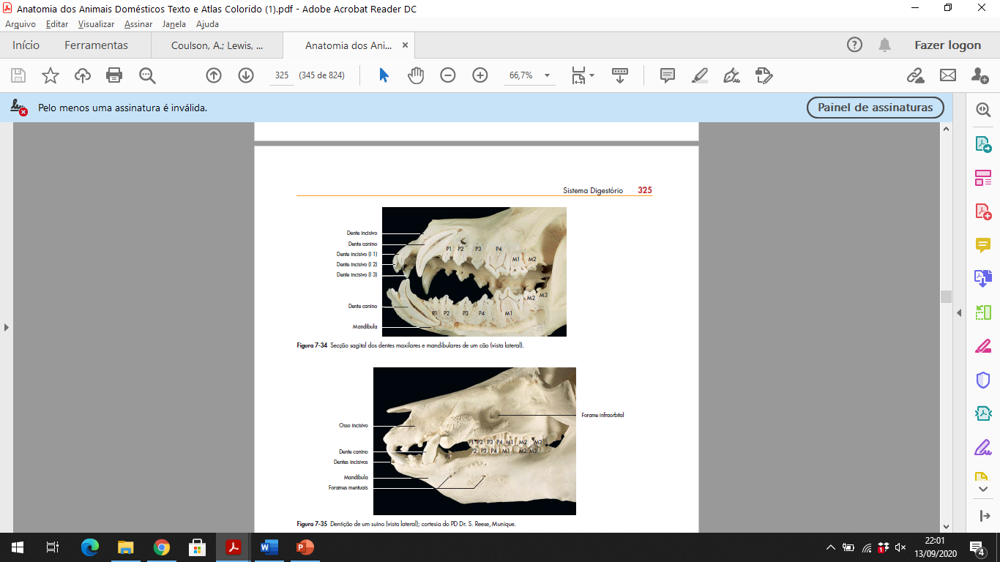 Anatomia dos Animais Domésticos Texto e Atlas Colorido (1).pdf - Adobe Acrobat Reader DC
Arquivo Editar Visualizar Assinar Janela Ajuda
Início Ferramentas Coulson, A.; Lewis, ... Anatomia dos Ani... × Fazer logon
325 (345 de 824) 66,7%
Pelo menos uma assinatura é inválida. Painel de assinaturas
Sistema Digestório 325
Dente incisivo
Dente canino
Dente incisivo (I 1)
Dente incisivo (I 2)
Dente incisivo (I 3)
Dente canino
Mandíbula
P1 P2 P3 P4
M1 M2
M2 M3
P1 P2 P3 P4 M1
Figura 7-34 Secção sagital dos dentes maxilares e mandibulares de um cão (vista lateral).
Osso incisivo
Dente canino
Dentes incisivos
Mandíbula
Forames mentuais
Forame infraorbital
P1 P2 P3 P4 M1 M2 M3
P2 P3 P4 M1 M2 M3
P1
Figura 7-35 Dentição de um suíno (vista lateral); cortesia do PD Dr. S. Reese, Munique.
22:01
13/09/2020
4